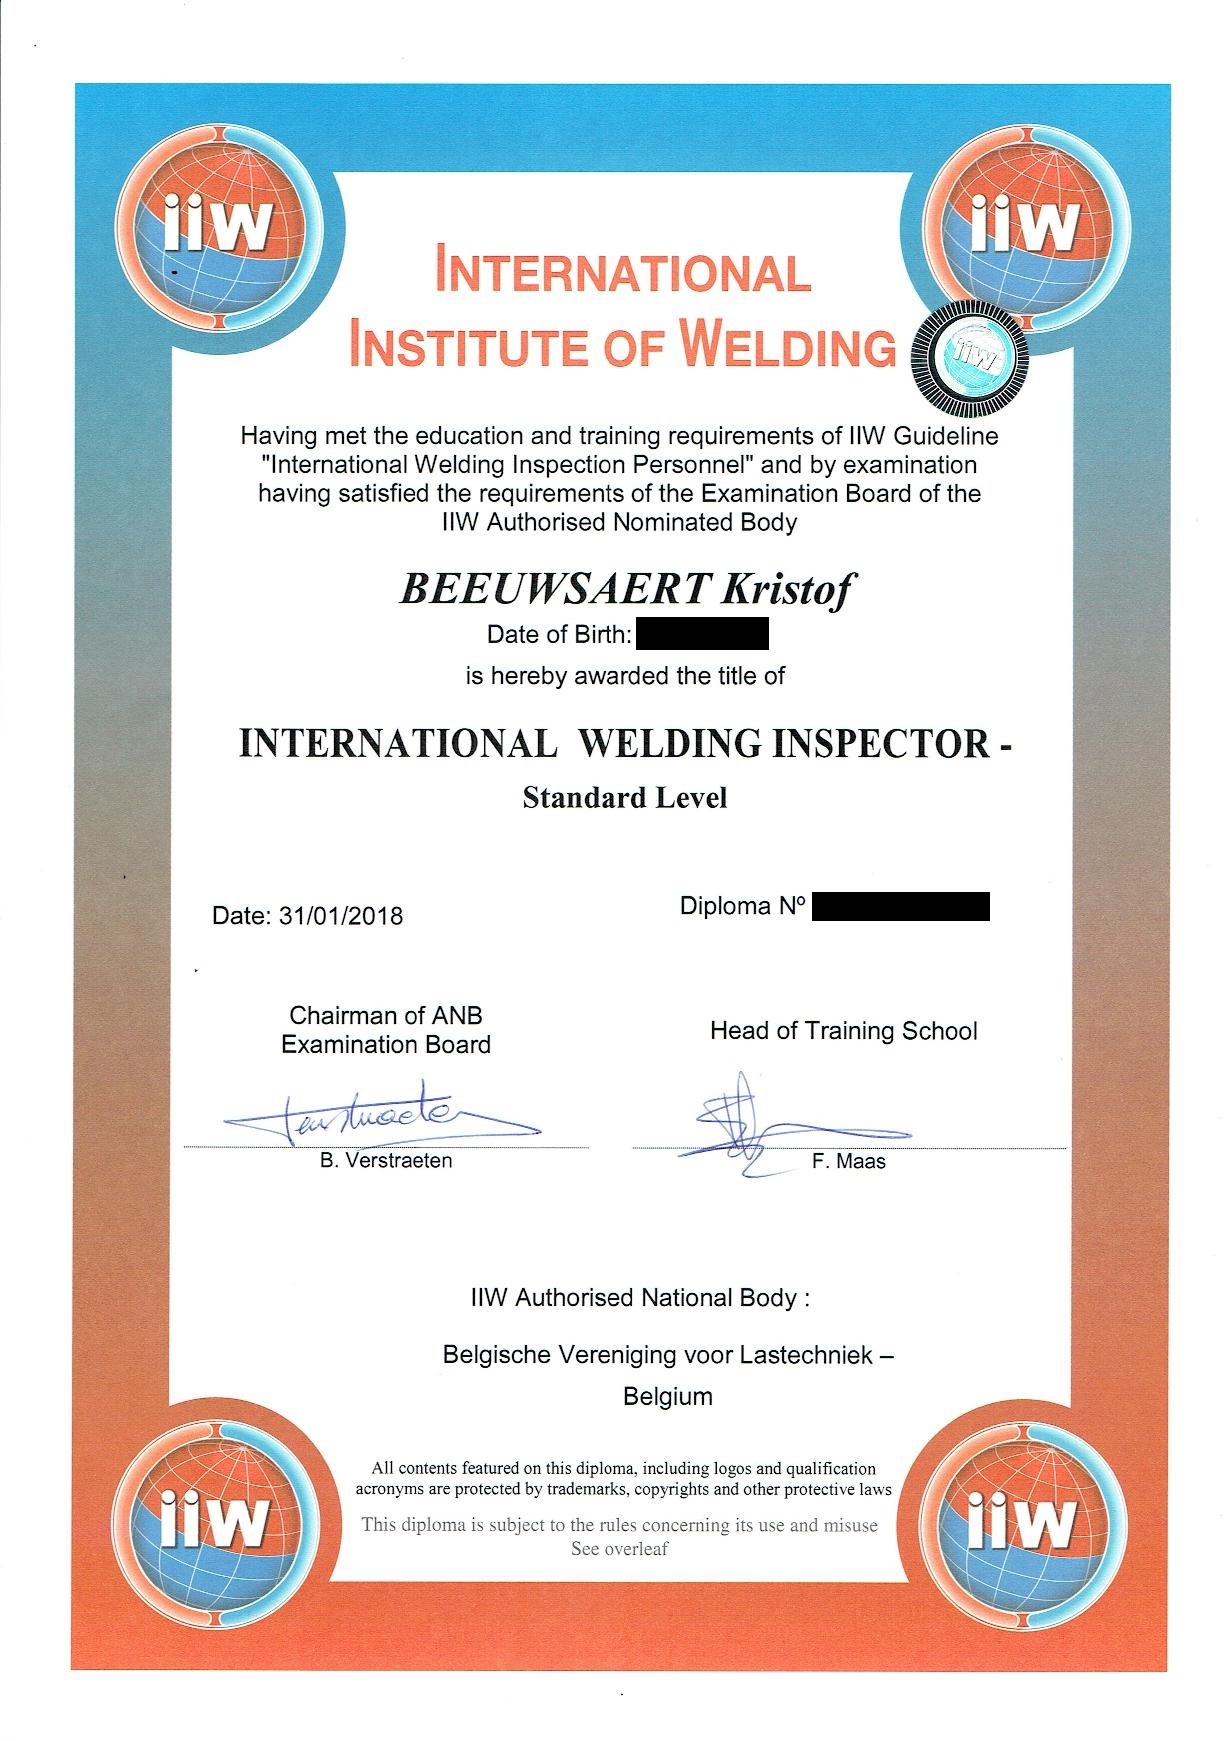 iiw
iiw
INTERNATIONAL
INSTITUTE OF WELDING
iiw
Having met the education and training requirements of IIW Guideline
"International Welding Inspection Personnel" and by examination
having satisfied the requirements of the Examination Board of the
IIW Authorised Nominated Body
BEEUWSAERT Kristof
Date of Birth:
is hereby awarded the title of
INTERNATIONAL WELDING INSPECTOR -
Standard Level
Date: 31/01/2018
Diploma Nº
Chairman of ANB
Examination Board
Head of Training School
Verstraeten
B. Verstraeten
F. Maas
IIW Authorised National Body :
Belgische Vereniging voor Lastechniek –
Belgium
All contents featured on this diploma, including logos and qualification
acronyms are protected by trademarks, copyrights and other protective laws
This diploma is subject to the rules concerning its use and misuse
See overleaf
iiw
iiw